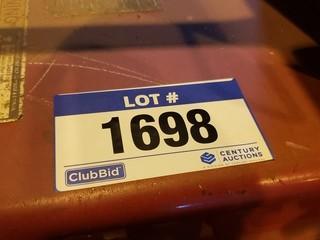 LOT #
1698
ClubBid
CENTURY
AUCTIONS